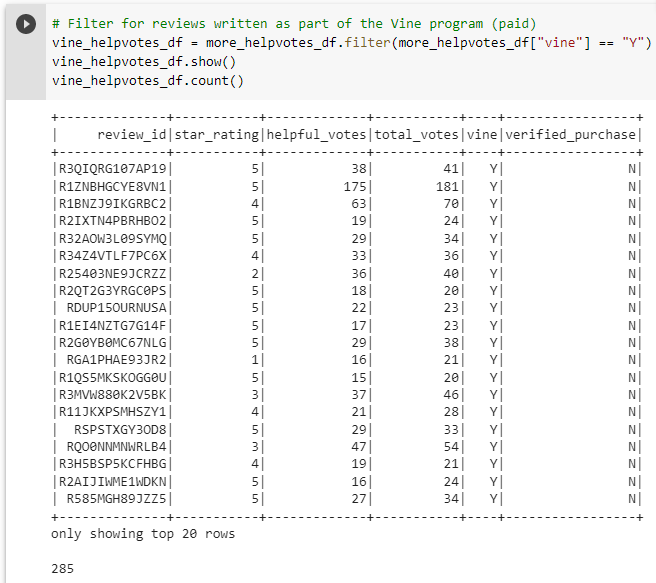 # Filter for reviews written as part of the Vine program (paid)
vine_helpvotes_df = more_helpvotes_df.filter(more_helpvotes_df["vine"] == "Y")
vine_helpvotes_df.show()
vine_helpvotes_df.count()
+--------------+-----------+-------------+-----------+----+-----------------+
|     review_id|star_rating|helpful_votes|total_votes|vine|verified_purchase|
+--------------+-----------+-------------+-----------+----+-----------------+
|R3QIQRG107AP19|          5|           38|         41|   Y|                N|
|R1ZNBHGCYE8VN1|          5|          175|        181|   Y|                N|
|R1BNZJ9IKGRBC2|          4|           63|         70|   Y|                N|
|R2IXTN4PBRHBO2|          5|           19|         24|   Y|                N|
|R32AOW3L09SYMQ|          5|           29|         34|   Y|                N|
|R34Z4VTLF7PC6X|          4|           33|         36|   Y|                N|
|R25403NE9JCRZZ|          2|           36|         40|   Y|                N|
|R2QT2G3YRGC0PS|          5|           18|         20|   Y|                N|
| RDUP15OURNUSA|          5|           22|         23|   Y|                N|
|R1EI4NZTG7G14F|          5|           17|         23|   Y|                N|
|R2G0YB0MC67NLG|          5|           29|         38|   Y|                N|
| RGA1PHAE93JR2|          1|           16|         21|   Y|                N|
|R1QS5MKSKOGG0U|          5|           15|         20|   Y|                N|
|R3MVW880K2V5BK|          3|           37|         46|   Y|                N|
|R11JKXPSMHSZY1|          4|           21|         28|   Y|                N|
| RSPSTXGY3OD8|          5|           29|         33|   Y|                N|
| RQO0NNMNWRLB4|          3|           47|         54|   Y|                N|
|R3H5BSP5KCFHBG|          4|           19|         21|   Y|                N|
|R2AIJIWME1WDKN|          5|           16|         24|   Y|                N|
| R585MGH89JZZ5|          5|           27|         34|   Y|                N|
+--------------+-----------+-------------+-----------+----+-----------------+
only showing top 20 rows
285